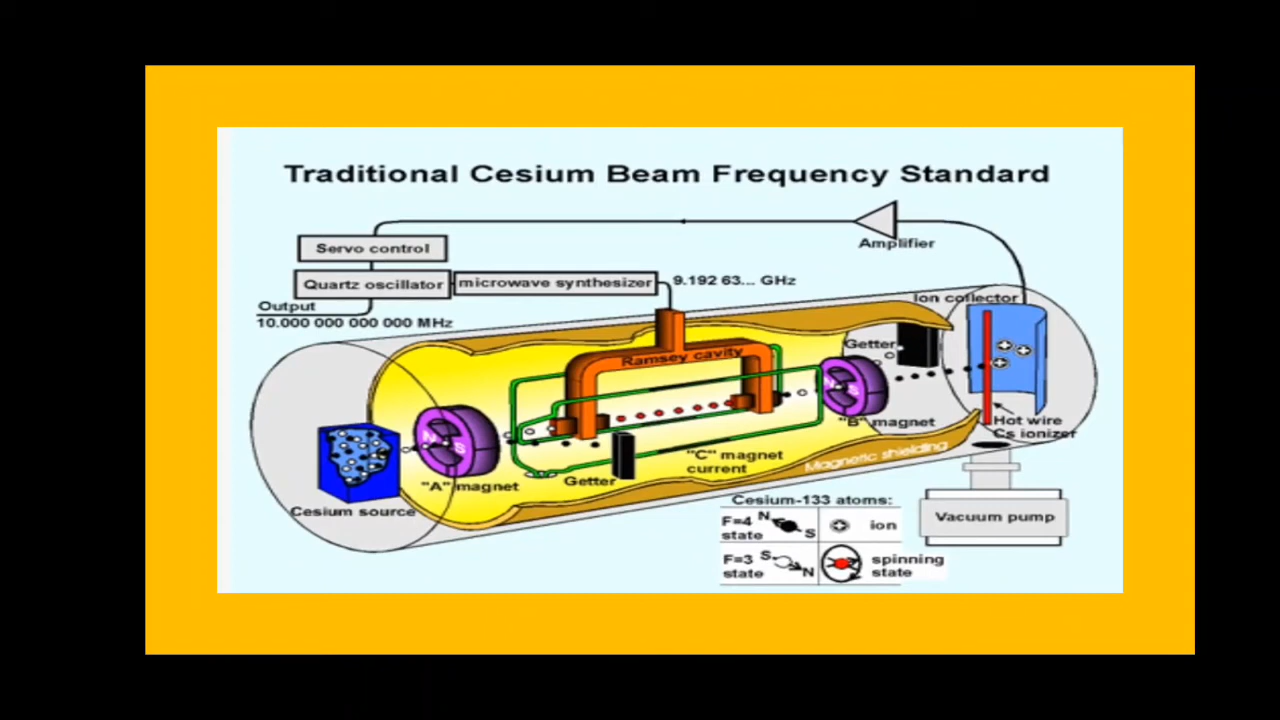 Traditional Cesium Beam Frequency Standard
Servo control
Amplifier
Quartz oscillator
microwave synthesizer
9.192 63... GHz
Output
10.000 000 000 000 MHz
Ion collector
Ramsey cavity
Getter
N S
N S
"B" magnet
Hot wire
Cs ionizer
"A" magnet
Getter
"C" magnet
current
Magnetic shielding
Cesium source
Vacuum pump
Cesium-133 atoms:
F=4 N S
state
ion
F=3 S N
state
spinning
state